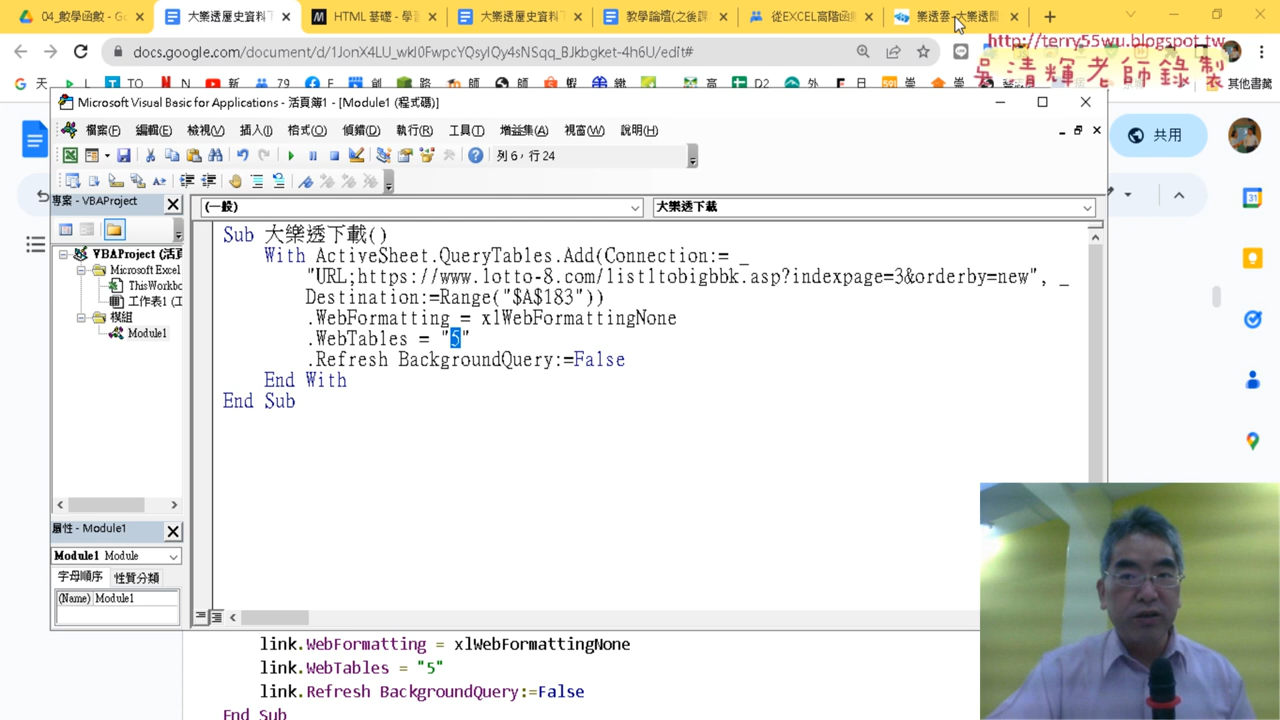 04_數學函數 - G
大樂透歷史資料下
HTML 基礎 - 學
大樂透歷史資料下
教學論壇(之後課
從EXCEL高階函
樂透雲-大樂透開
docs.google.com/document/d/1JonX4LU_wkl0FwpcYOsyIOy4sNSqq_BJkbgket-4h6U/edit#
http://terry55wu.blogspot.tw
吳清輝老師錄製
其他書籤
Microsoft Visual Basic for Applications - 活頁簿1 - [Module1 (程式碼)]
檔案(F) 編輯(E) 檢視(V) 插入(I) 格式(O) 偵錯(D) 執行(R) 工具(T) 增益集(A) 視窗(W) 說明(H)
列 6，行 24
共用
專案 - VBAProject
(一般)
大樂透下載
VBAProject (活頁
Microsoft Excel
ThisWorkbo
工作表1 (工
模組
Module1
Sub 大樂透下載()
With ActiveSheet.QueryTables.Add(Connection:= _
"URL;https://www.lotto-8.com/listltobigbbk.asp?indexpage=3&orderby=new", _
Destination:=Range("$A$183"))
.WebFormatting = xlWebFormattingNone
.WebTables = "5"
.Refresh BackgroundQuery:=False
End With
End Sub
屬性 - Module1
Module1 Module
字母順序 性質分類
(Name) Module1
link.WebFormatting = xlWebFormattingNone
link.WebTables = "5"
link.Refresh BackgroundQuery:=False
End Sub